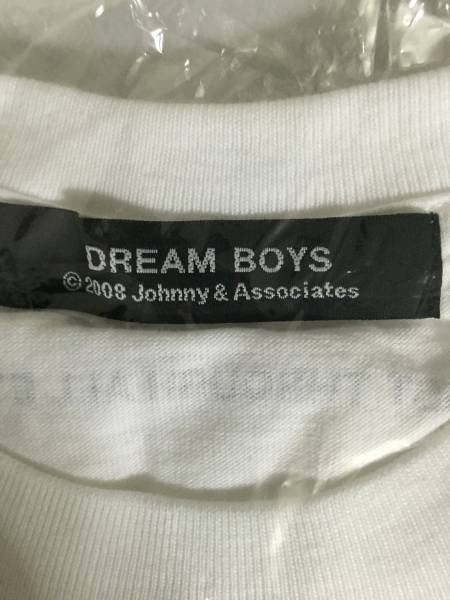 DREAM BOYS
©2008 Johnny & Associates